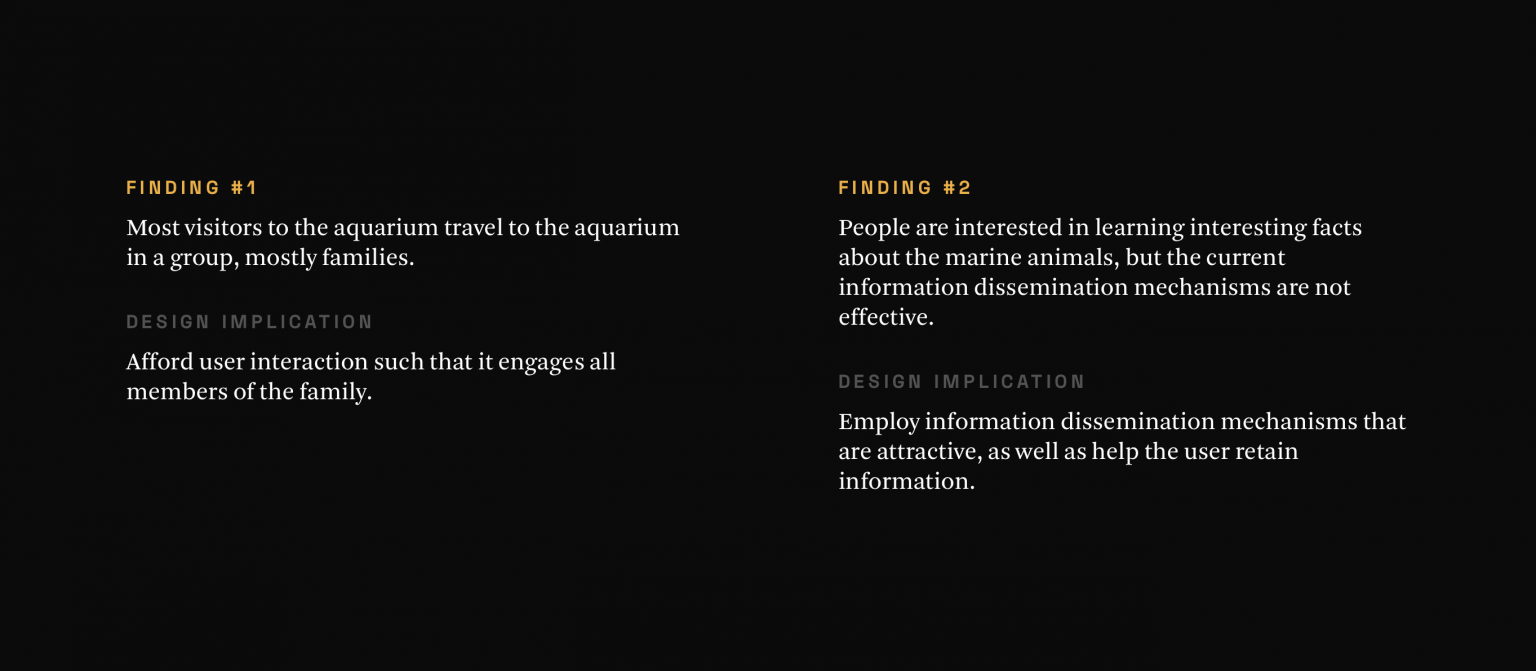 FINDING #1
Most visitors to the aquarium travel to the aquarium
in a group, mostly families.
DESIGN IMPLICATION
Afford user interaction such that it engages all
members of the family.
FINDING #2
People are interested in learning interesting facts
about the marine animals, but the current
information dissemination mechanisms are not
effective.
DESIGN IMPLICATION
Employ information dissemination mechanisms that
are attractive, as well as help the user retain
information.